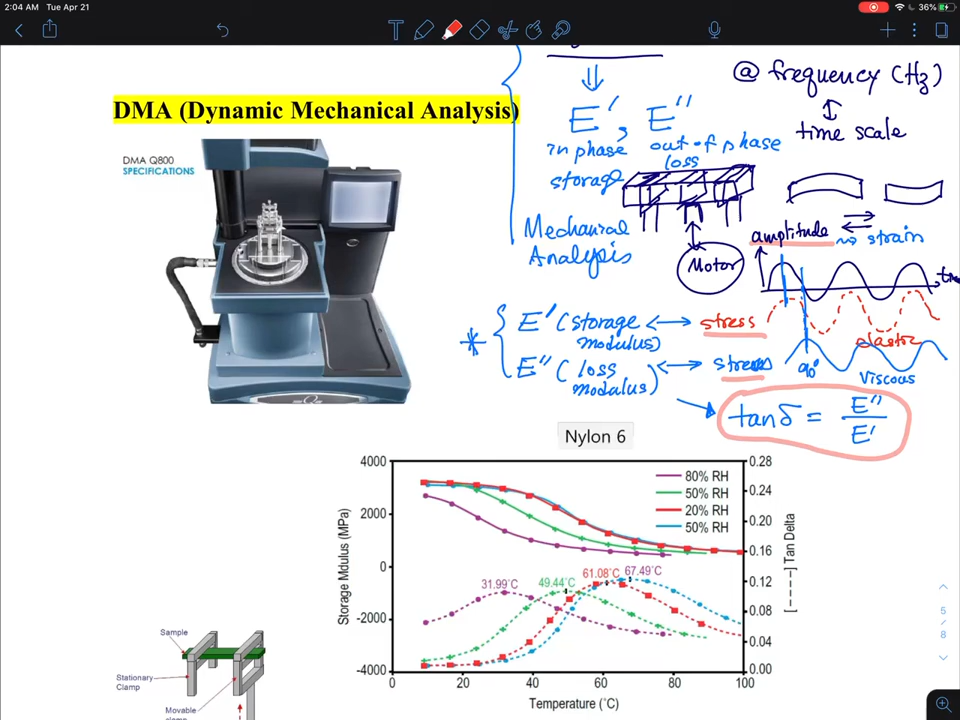 2:04 AM Tue Apr 21
36%
DMA (Dynamic Mechanical Analysis)
DMA Q800
SPECIFICATIONS
@ frequency (Hz)
time scale
E', E"
in phase
out of phase
loss
storage
Mechanical
Analysis
Motor
amplitude
strain
E' (storage
modulus)
stress
elastic
E" (loss
modulus)
stress
90°
Viscous
tanδ = E"/E'
Nylon 6
4000
2000
0
-2000
-4000
Storage Mdulus (MPa)
80% RH
50% RH
20% RH
50% RH
31.99°C
49.44°C
61.08°C
67.49°C
0.28
0.24
0.20
0.16
0.12
0.08
0.04
0.00
[----] Tan Delta
0
20
40
60
80
100
Temperature (°C)
Sample
Stationary
Clamp
Movable
5
8